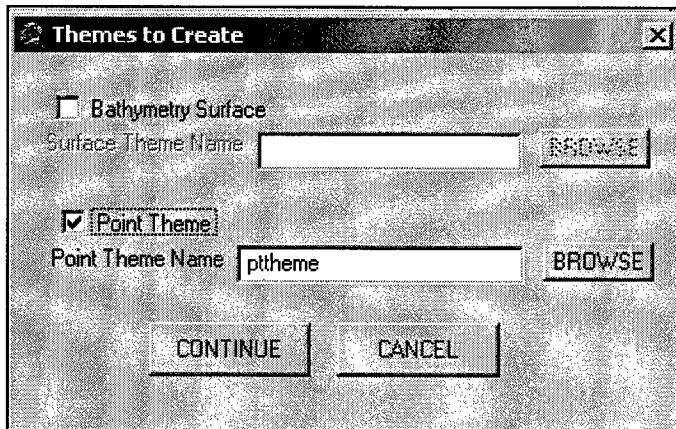 Themes to Create
Bathymetry Surface
Surface Theme Name
BROWSE
Point Theme
Point Theme Name pttheme BROWSE
CONTINUE CANCEL